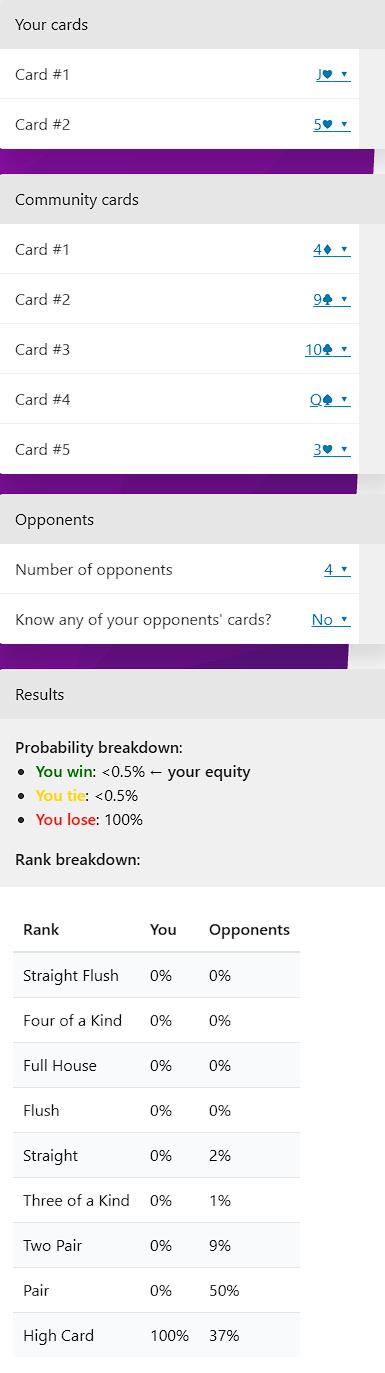 Your cards
Card #1 J♥ ▼
Card #2 5♥ ▼
Community cards
Card #1 4♦ ▼
Card #2 9♠ ▼
Card #3 10♣ ▼
Card #4 Q♠ ▼
Card #5 3♥ ▼
Opponents
Number of opponents 4 ▼
Know any of your opponents' cards? No ▼
Results
Probability breakdown:
• You win: <0.5% ← your equity
• You tie: <0.5%
• You lose: 100%
Rank breakdown:
Rank You Opponents
Straight Flush 0% 0%
Four of a Kind 0% 0%
Full House 0% 0%
Flush 0% 0%
Straight 0% 2%
Three of a Kind 0% 1%
Two Pair 0% 9%
Pair 0% 50%
High Card 100% 37%